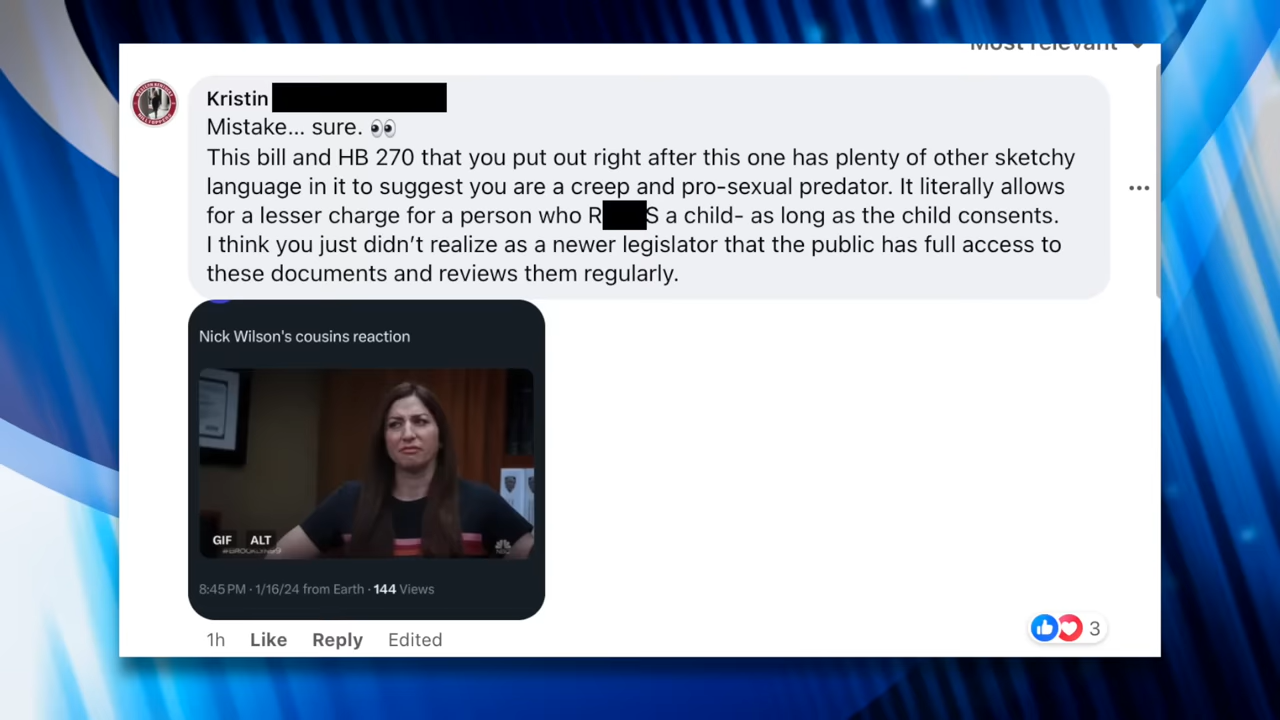 Most relevant
Kristin
Mistake... sure. 👀
This bill and HB 270 that you put out right after this one has plenty of other sketchy
language in it to suggest you are a creep and pro-sexual predator. It literally allows
for a lesser charge for a person who R S a child- as long as the child consents.
I think you just didn’t realize as a newer legislator that the public has full access to
these documents and reviews them regularly.
Nick Wilson's cousins reaction
GIF ALT
#BROOKLYN99
8:45 PM · 1/16/24 from Earth · 144 Views
1h Like Reply Edited
3